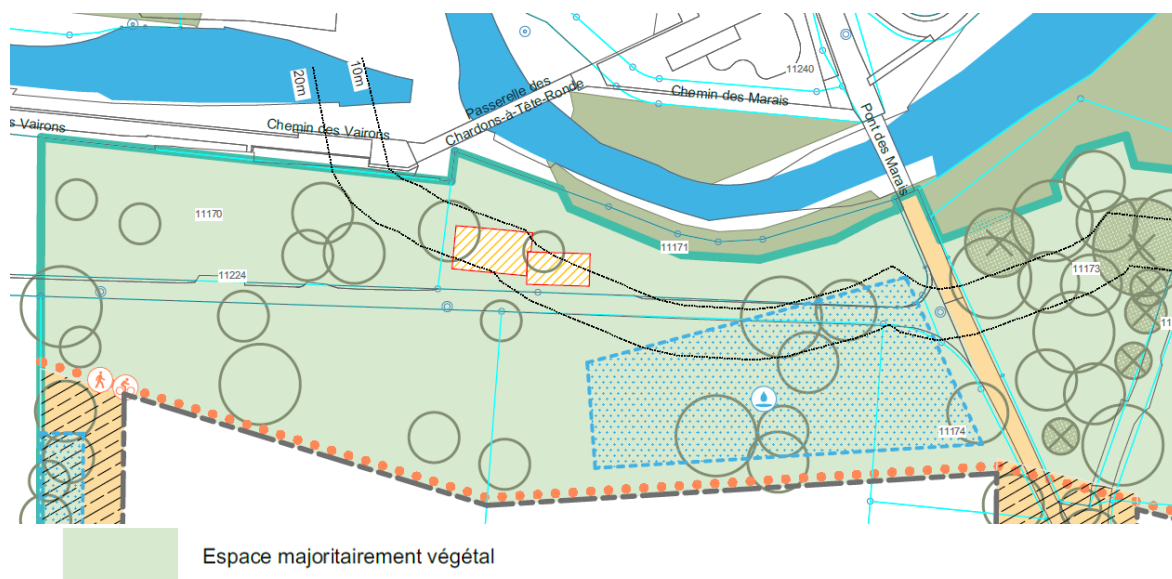 11240
20m
10m
Passerelle des
Chardons-à-Tête-Ronde
Chemin des Marais
s Vairons
Chemin des Vairons
Pont des Marais
11170
11171
11224
11173
11
11174
Espace majoritairement végétal